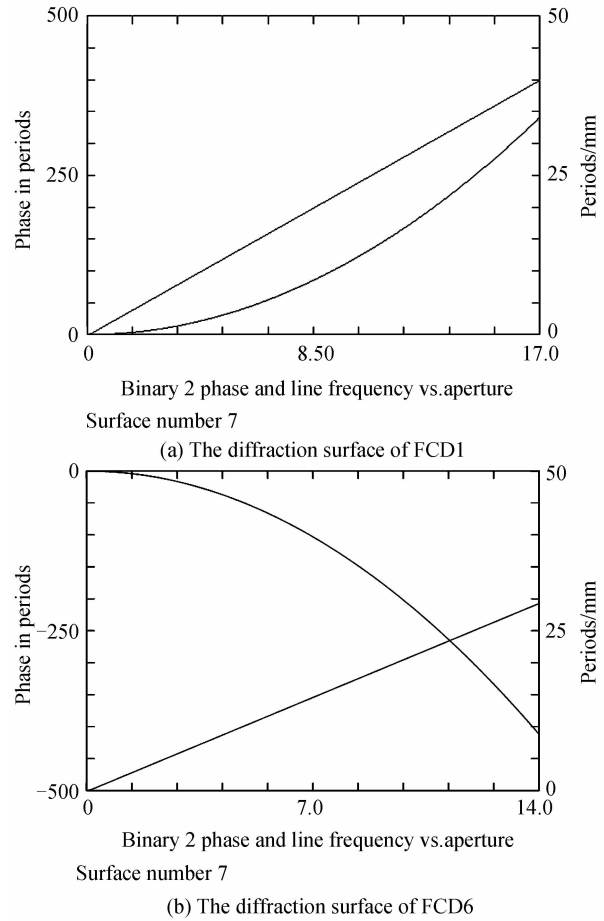 500
50
250
25
0
0
Phase in periods
Periods/mm
0
8.50
17.0
Binary 2 phase and line frequency vs.aperture
Surface number 7
(a) The diffraction surface of FCD1
0
50
−250
25
−500
0
Phase in periods
Periods/mm
0
7.0
14.0
Binary 2 phase and line frequency vs.aperture
Surface number 7
(b) The diffraction surface of FCD6